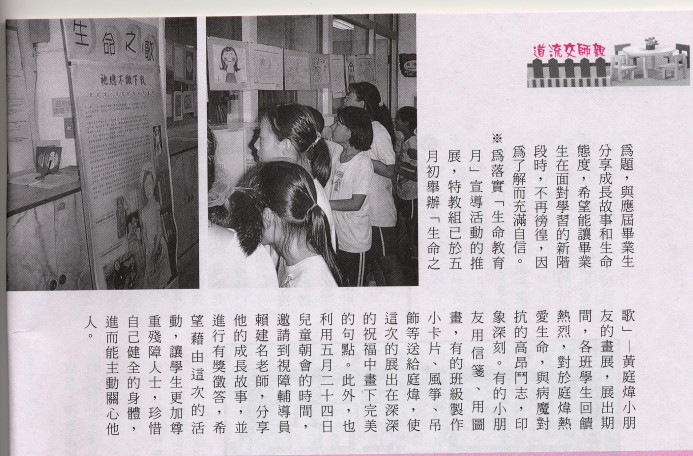 親師交流道
爲題，與應屆畢業生
分享成長故事和生命
態度，希望能讓畢業
生在面對學習的新階
段時，不再徬徨，因
爲了解而充滿自信。
※爲落實「生命教育
月」宣導活動的推
展，特教組已於五
月初舉辦「生命之
歌」—黃庭煒小朋
友的畫展，展出期
間，各班學生回饋
熱烈，對於庭煒熱
愛生命，與病魔對
抗的高昂鬥志，印
象深刻。有的小朋
友用信箋、用圖
畫，有的班級製作
小卡片、風箏、吊
飾等送給庭煒，使
這次的展出在深深
的祝福中畫下完美
的句點。此外，也
利用五月二十四日
兒童朝會的時間，
邀請到視障輔導員
賴建名老師，分享
他的成長故事，並
進行有獎徵答，希
望藉由這次的活
動，讓學生更加尊
重殘障人士，珍惜
自己健全的身體，
進而能主動關心他
人。
生命之歌
祂總不撇下我